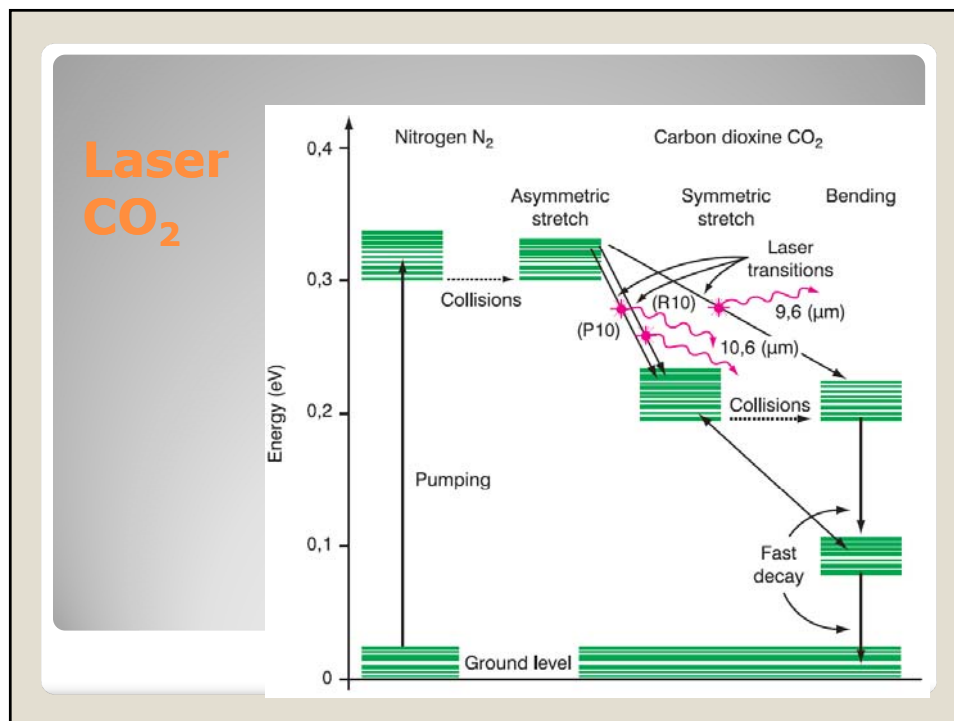 Laser
CO₂
Nitrogen N₂
Carbon dioxine CO₂
Asymmetric
stretch
Symmetric
stretch
Bending
Laser
transitions
0,4
0,3
0,2
0,1
0
Energy (eV)
Collisions
(P10)
(R10)
9,6 (μm)
10,6 (μm)
Collisions
Pumping
Fast
decay
Ground level